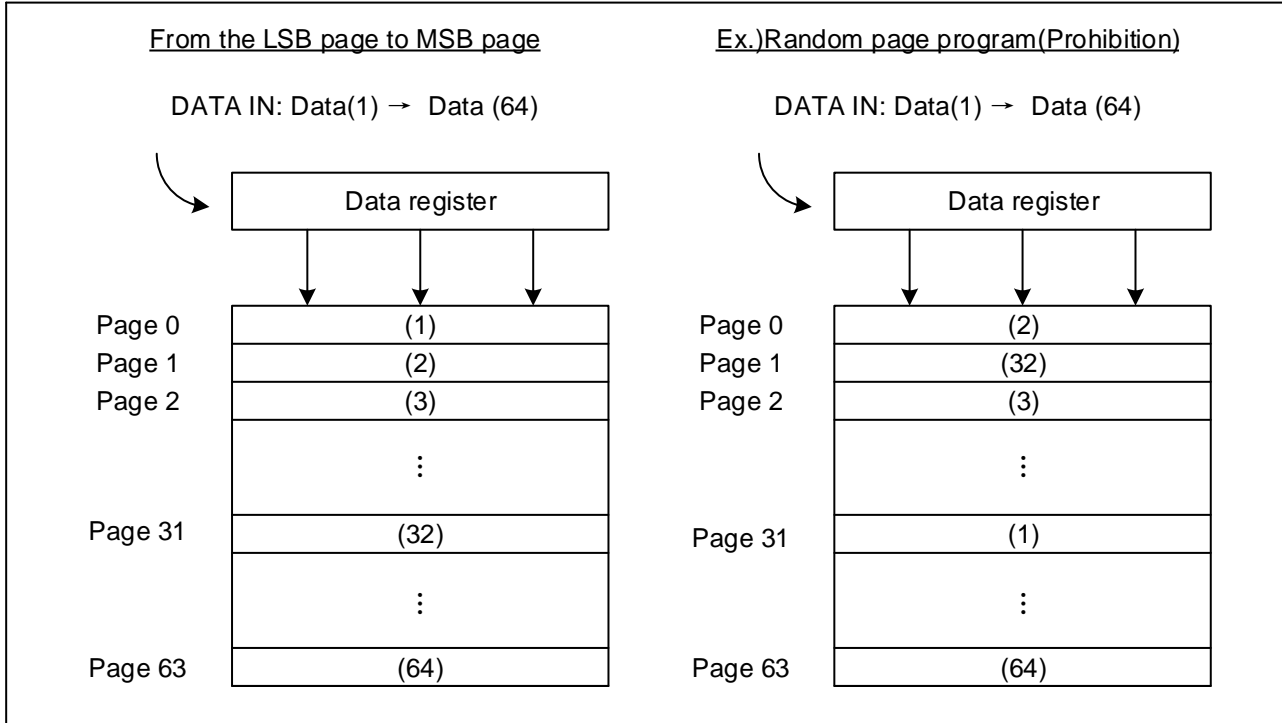 From the LSB page to MSB page
DATA IN: Data(1) → Data (64)
Data register
Page 0 (1)
Page 1 (2)
Page 2 (3)
⋮
Page 31 (32)
⋮
Page 63 (64)
Ex.)Random page program(Prohibition)
DATA IN: Data(1) → Data (64)
Data register
Page 0 (2)
Page 1 (32)
Page 2 (3)
⋮
Page 31 (1)
⋮
Page 63 (64)